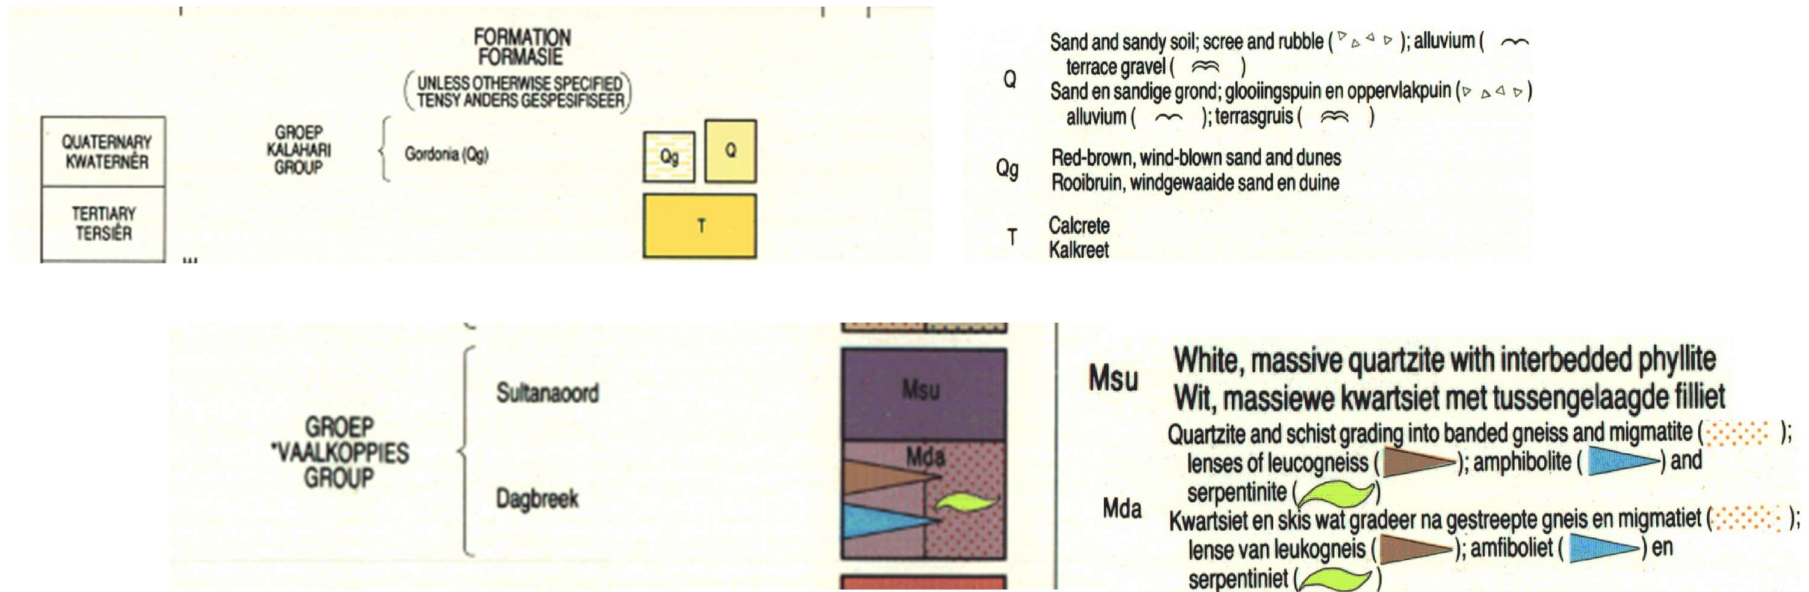 FORMATION
FORMASIE
(UNLESS OTHERWISE SPECIFIED
TENSY ANDERS GESPESIFISEER)
QUATERNARY
KWATERNÊR
GROEP
KALAHARI
GROUP
Gordonia (Qg)
Qg
Q
TERTIARY
TERSIÊR
T
Q
Sand and sandy soil; scree and rubble ( ); alluvium (
terrace gravel ( )
Sand en sandige grond; glooiingspuin en oppervlakpuin ( )
alluvium ( ); terrasgruis ( )
Qg
Red-brown, wind-blown sand and dunes
Rooibruin, windgewaaide sand en duine
T
Calcrete
Kalkreet
GROEP
*VAALKOPPIES
GROUP
Sultanaoord
Dagbreek
Msu
Mda
Msu
White, massive quartzite with interbedded phyllite
Wit, massiewe kwartsiet met tussengelaagde filliet
Mda
Quartzite and schist grading into banded gneiss and migmatite ( );
lenses of leucogneiss ( ); amphibolite ( ) and
serpentinite ( )
Kwartsiet en skis wat gradeer na gestreepte gneis en migmatiet ( );
lense van leukogneis ( ); amfiboliet ( ) en
serpentiniet ( )